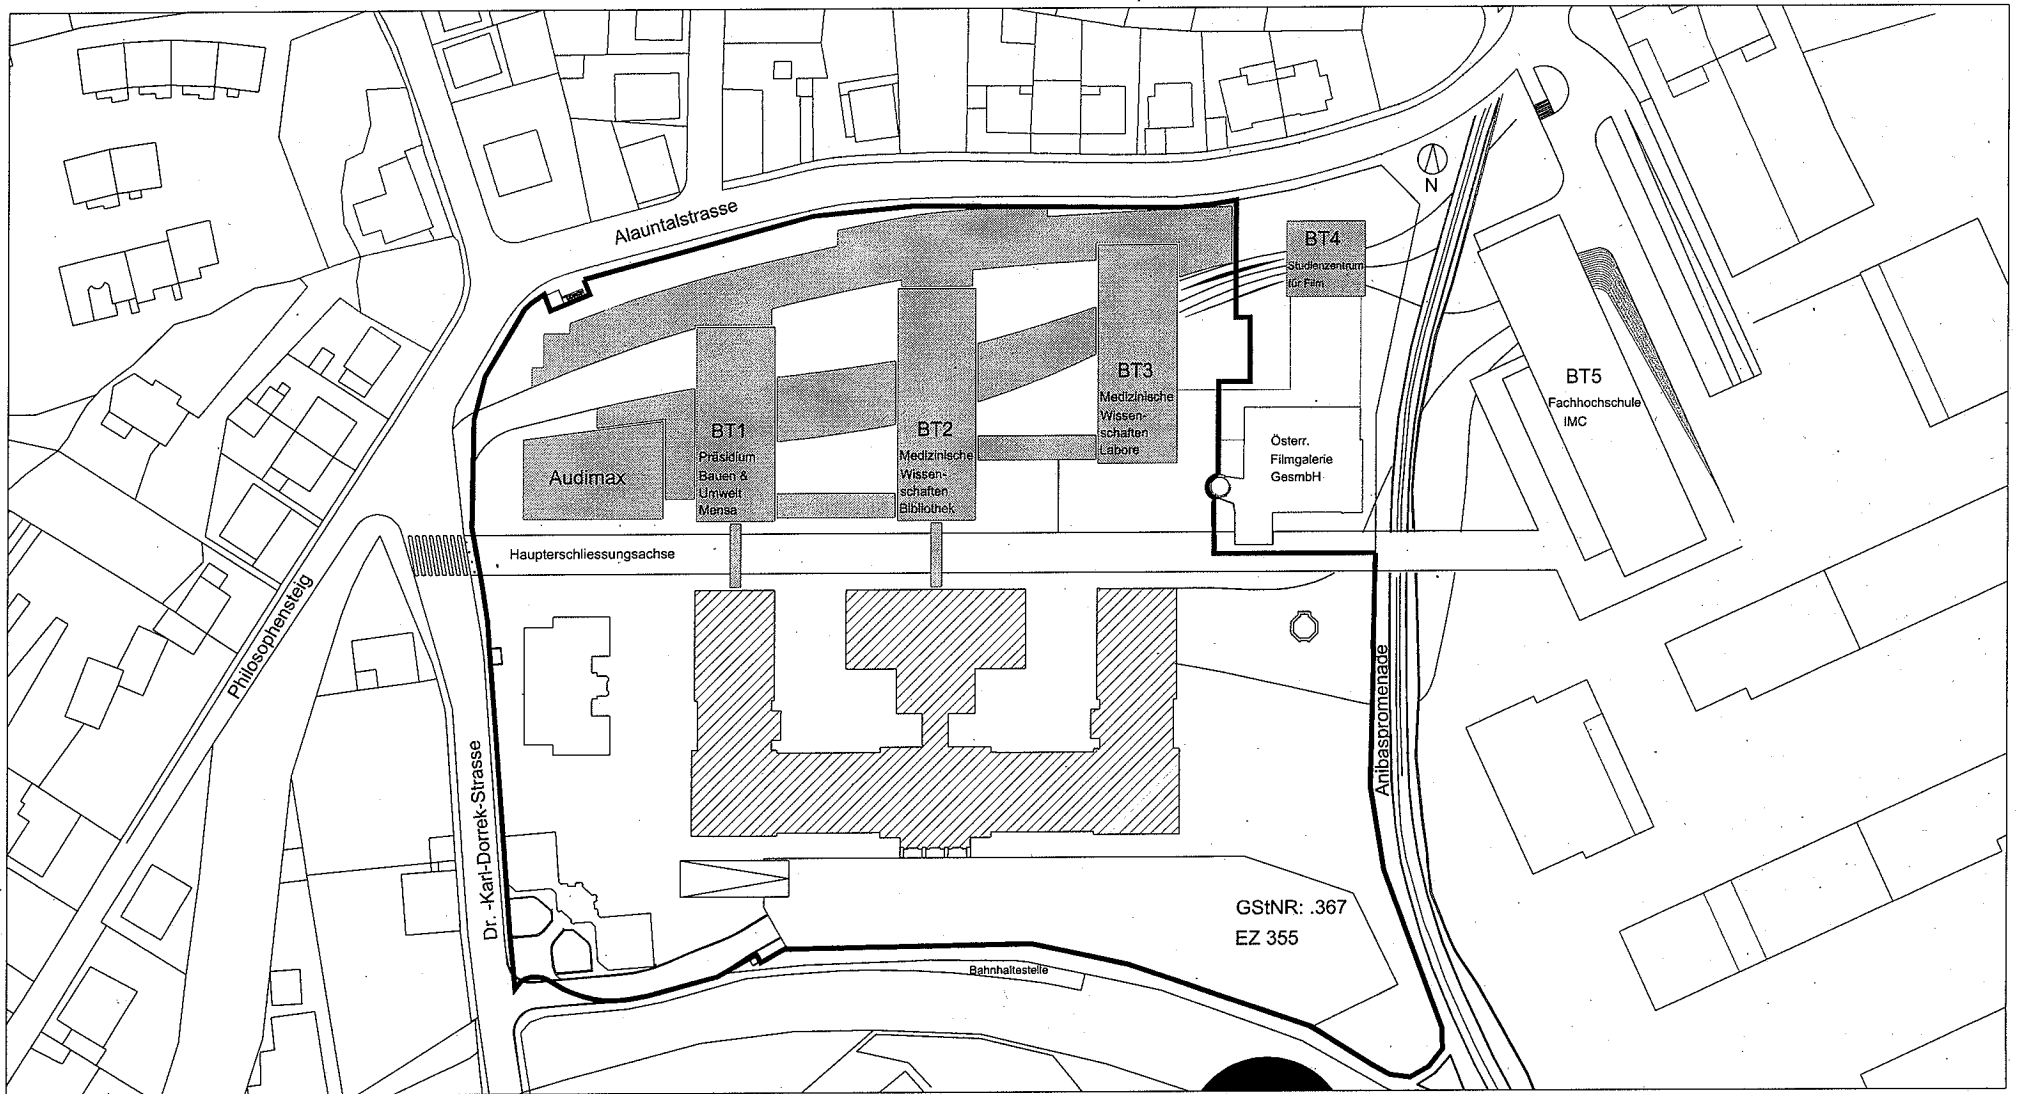 Alauntalstrasse
N
BT4
Studienzentrum
für Film
BT3
Medizinische
Wissen-
schaften
Labore
BT5
Fachhochschule
IMC
BT1
Präsidium
Bauen &
Umwelt
Mensa
BT2
Medizinische
Wissen-
schaften
Bibliothek
Audimax
Österr.
Filmgalerie
GesmbH
Haupterschliessungsachse
Philosophensteig
Dr. -Karl-Dorrek-Strasse
Anibaspromenade
GStNR: .367
EZ 355
Bahnhaltestelle